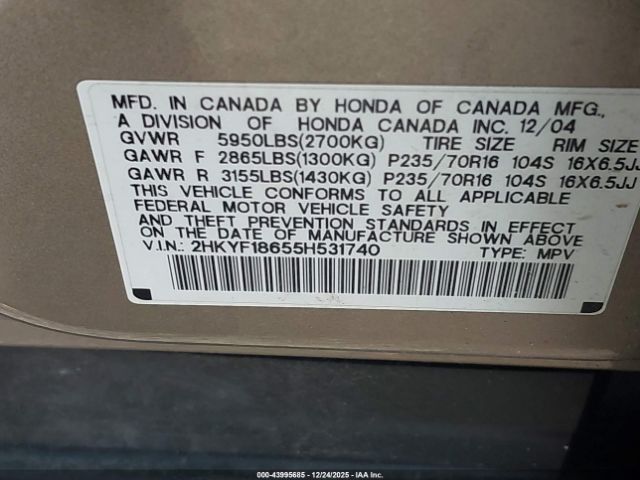 MFD. IN CANADA BY HONDA OF CANADA MFG.,
A DIVISION OF HONDA CANADA INC. 12/04
GVWR 5950LBS(2700KG) TIRE SIZE RIM SIZE
GAWR F 2865LBS(1300KG) P235/70R16 104S 16X6.5JJ
GAWR R 3155LBS(1430KG) P235/70R16 104S 16X6.5JJ
THIS VEHICLE CONFORMS TO ALL APPLICABLE
FEDERAL MOTOR VEHICLE SAFETY
AND THEFT PREVENTION STANDARDS IN EFFECT
ON THE DATE OF MANUFACTURE SHOWN ABOVE.
V.I.N.: 2HKYF18655H531740 TYPE: MPV
000-43995685 - 12/24/2025 - IAA Inc.